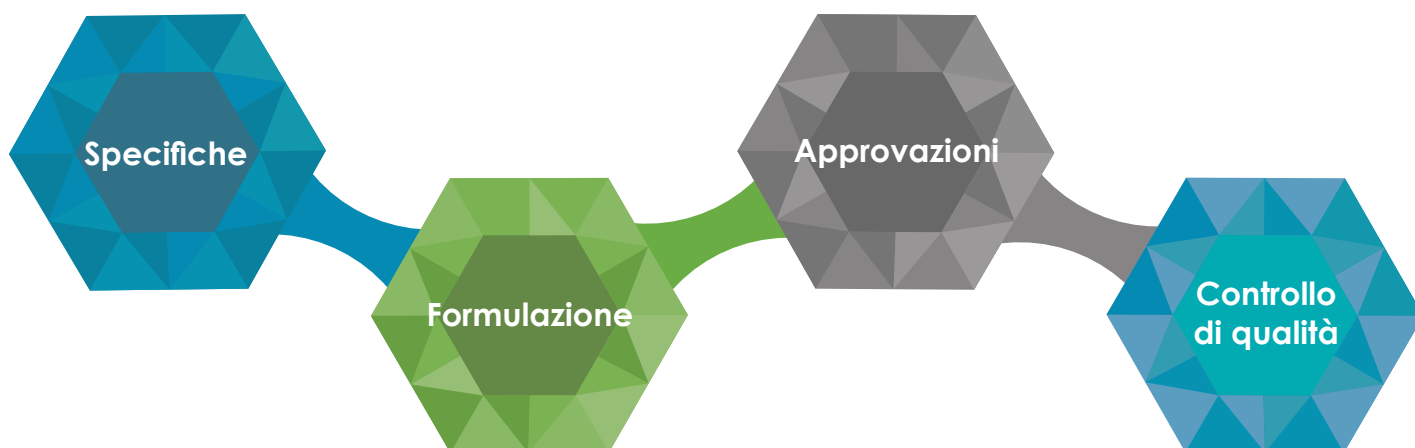 Specifiche
Formulazione
Approvazioni
Controllo
di qualità